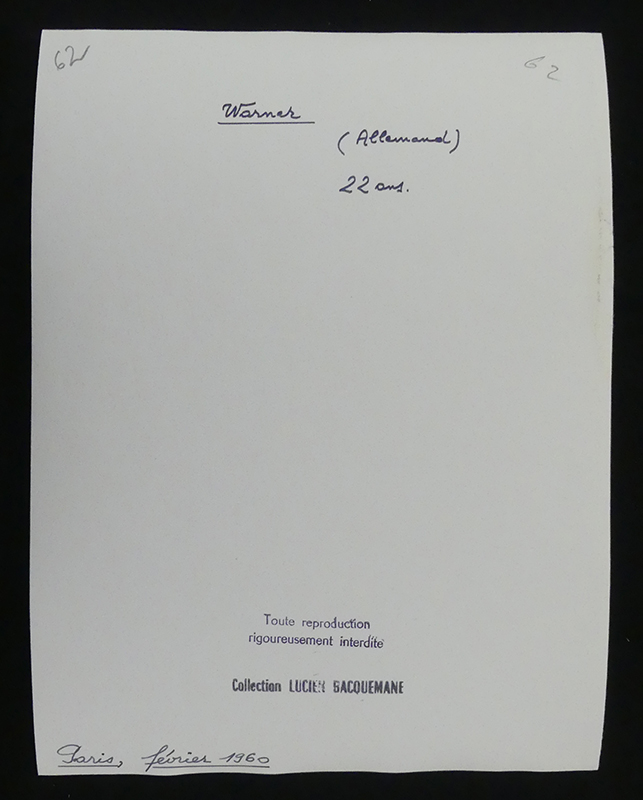 62
62
Warner
(Allemand)
22 ans.
Toute reproduction
rigoureusement interdite
Collection LUCIEN BACQUEMANE
Paris, février 1960